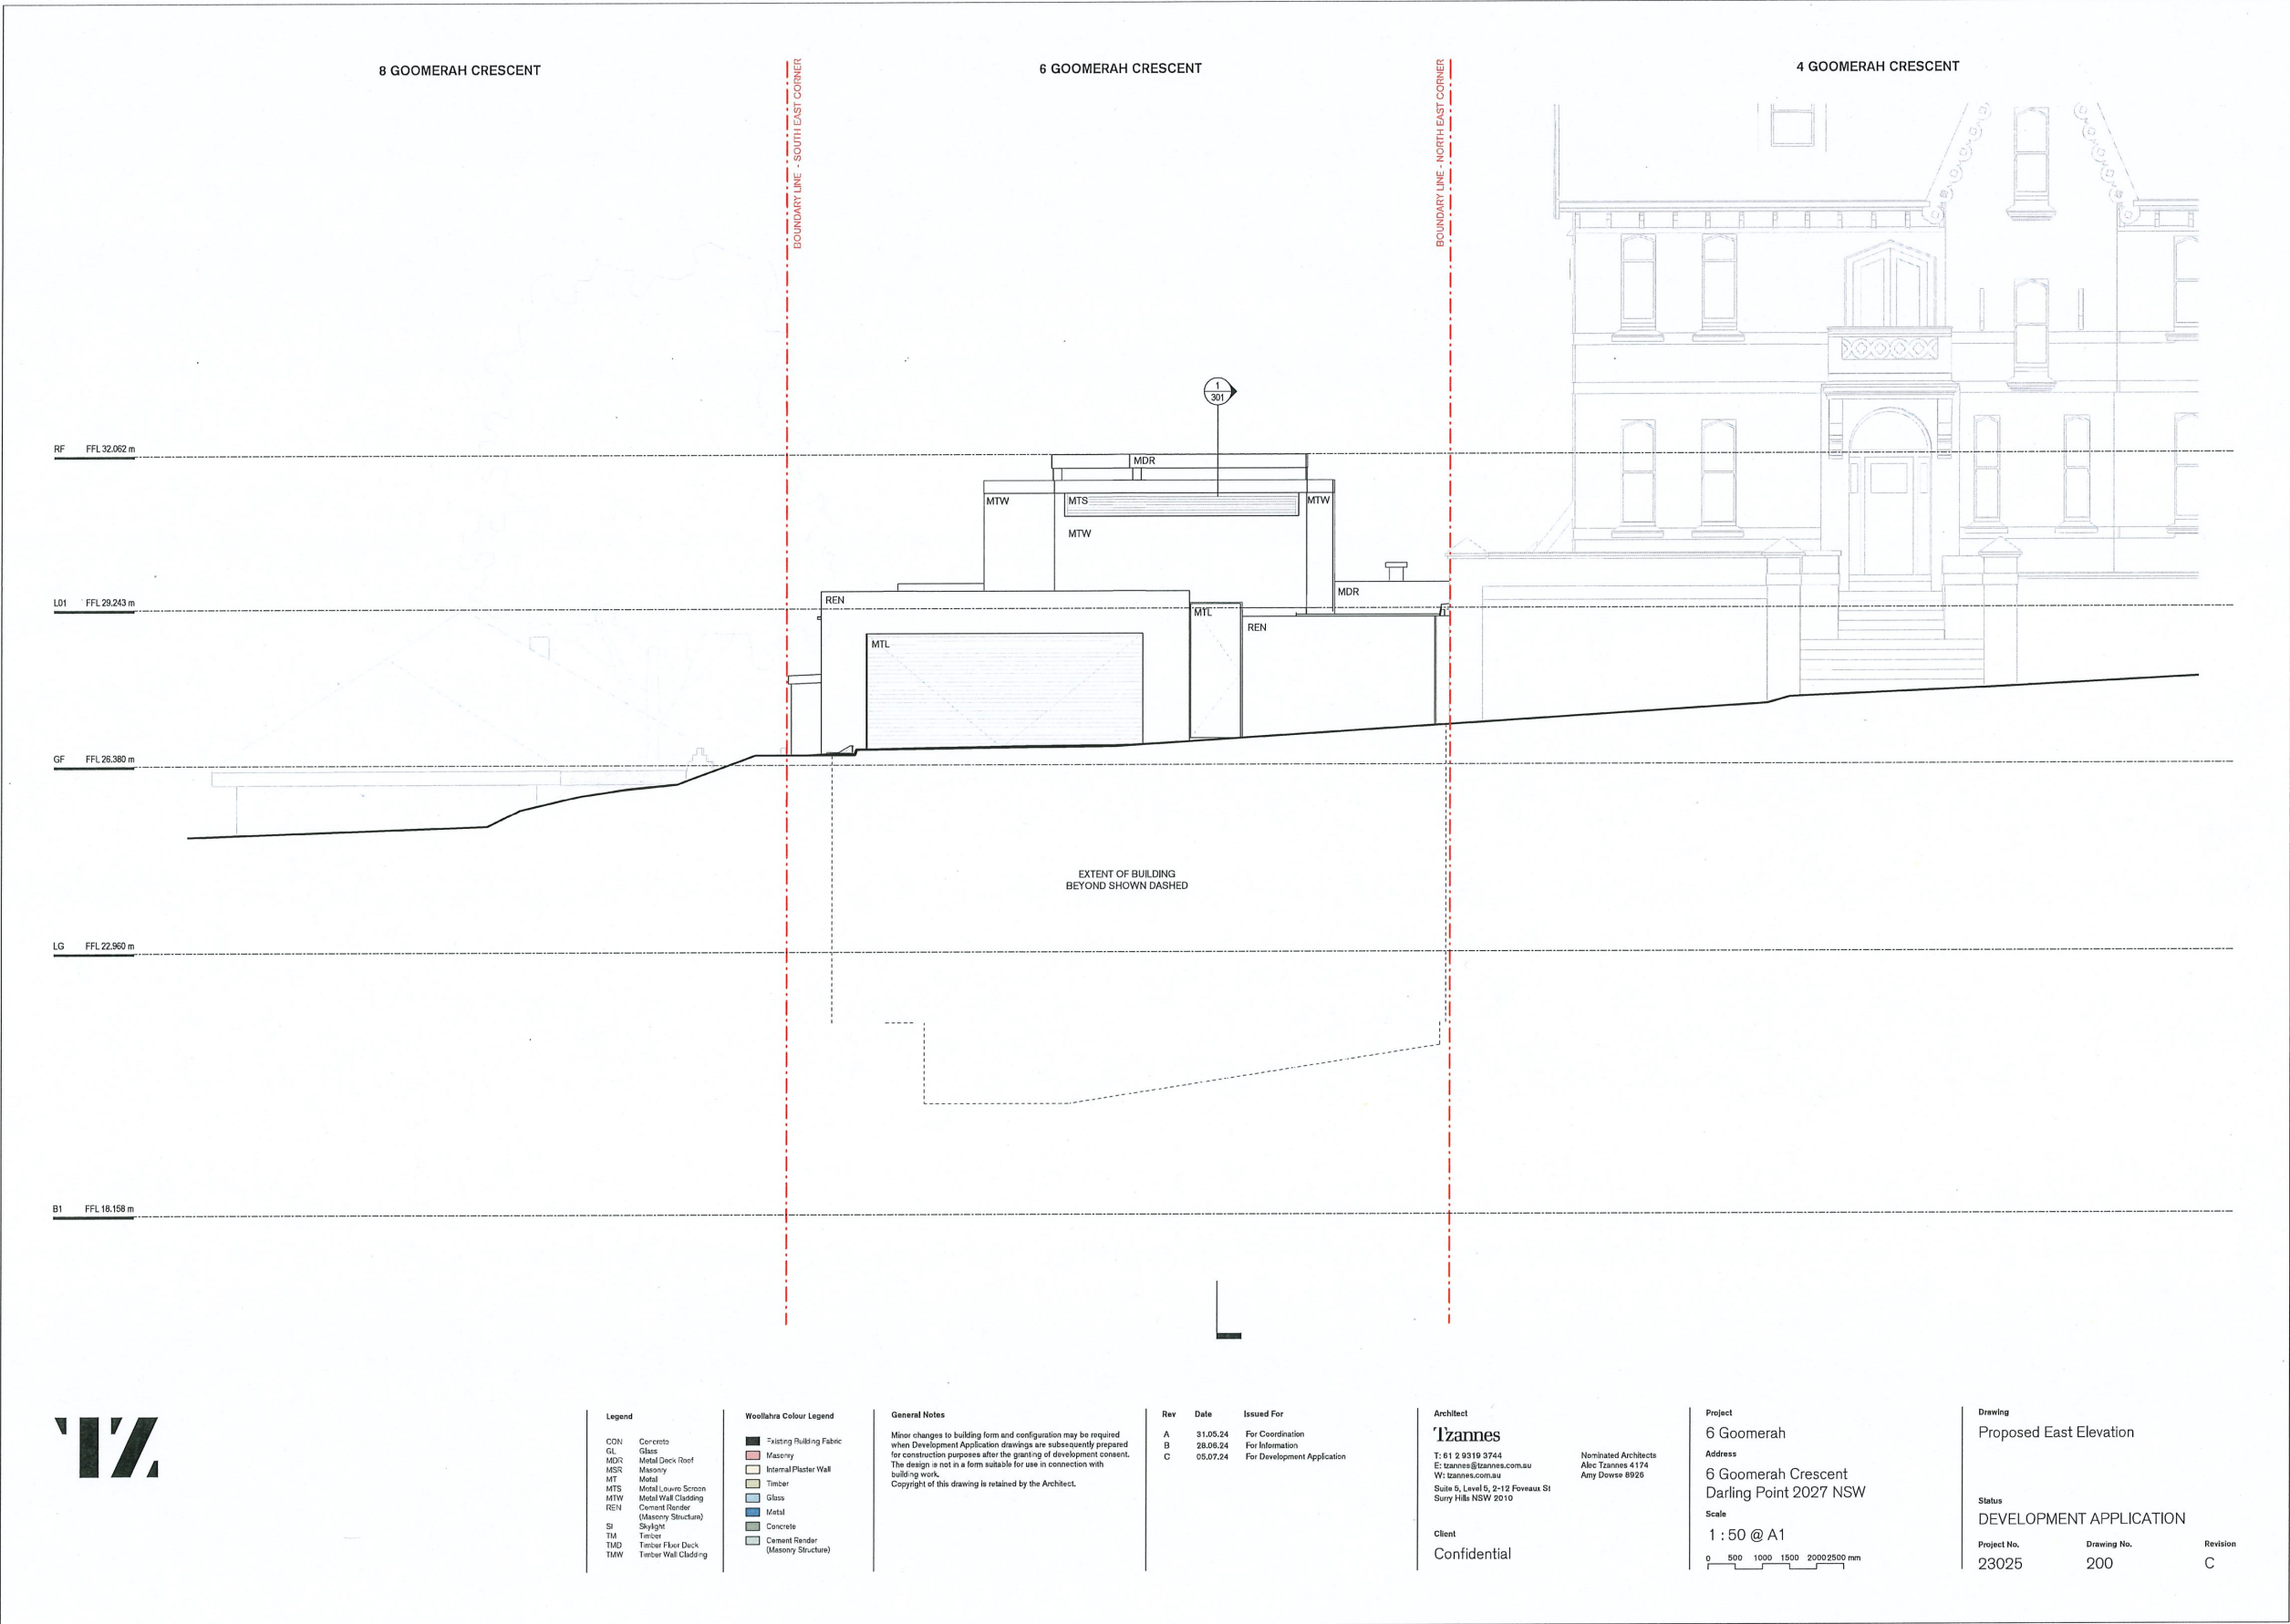 8 GOOMERAH CRESCENT
6 GOOMERAH CRESCENT
4 GOOMERAH CRESCENT
BOUNDARY LINE - SOUTH EAST CORNER
BOUNDARY LINE - NORTH EAST CORNER
1
301
RF FFL 32.062 m
MDR
MTW
MTS
MTW
MTW
L01 FFL 29.243 m
REN
MTL
MDR
REN
MTL
GF FFL 26.380 m
EXTENT OF BUILDING
BEYOND SHOWN DASHED
LG FFL 22.960 m
B1 FFL 18.158 m
TZ
Legend
CON Concrete
GL Glass
MDR Metal Deck Roof
MSR Masonry
MT Metal
MTS Metal Louvre Screen
MTW Metal Wall Cladding
REN Cement Render
(Masonry Structure)
Sl Skylight
TM Timber
TMD Timber Floor Deck
TMW Timber Wall Cladding
Woollahra Colour Legend
Existing Building Fabric
Masonry
Internal Plaster Wall
Timber
Glass
Metal
Concrete
Cement Render
(Masonry Structure)
General Notes
Minor changes to building form and configuration may be required
when Development Application drawings are subsequently prepared
for construction purposes after the granting of development consent.
The design is not in a form suitable for use in connection with
building work.
Copyright of this drawing is retained by the Architect.
Rev Date Issued For
A 31.05.24 For Coordination
B 28.06.24 For Information
C 05.07.24 For Development Application
Architect
Tzannes
T: 61 2 9319 3744
E: tzannes@tzannes.com.au
W: tzannes.com.au
Suite 5, Level 5, 2-12 Foveaux St
Surry Hills NSW 2010
Nominated Architects
Alec Tzannes 4174
Amy Dowse 8926
Client
Confidential
Project
6 Goomerah
Address
6 Goomerah Crescent
Darling Point 2027 NSW
Scale
1 : 50 @ A1
0 500 1000 1500 2000 2500 mm
Drawing
Proposed East Elevation
Status
DEVELOPMENT APPLICATION
Project No. Drawing No. Revision
23025 200 C